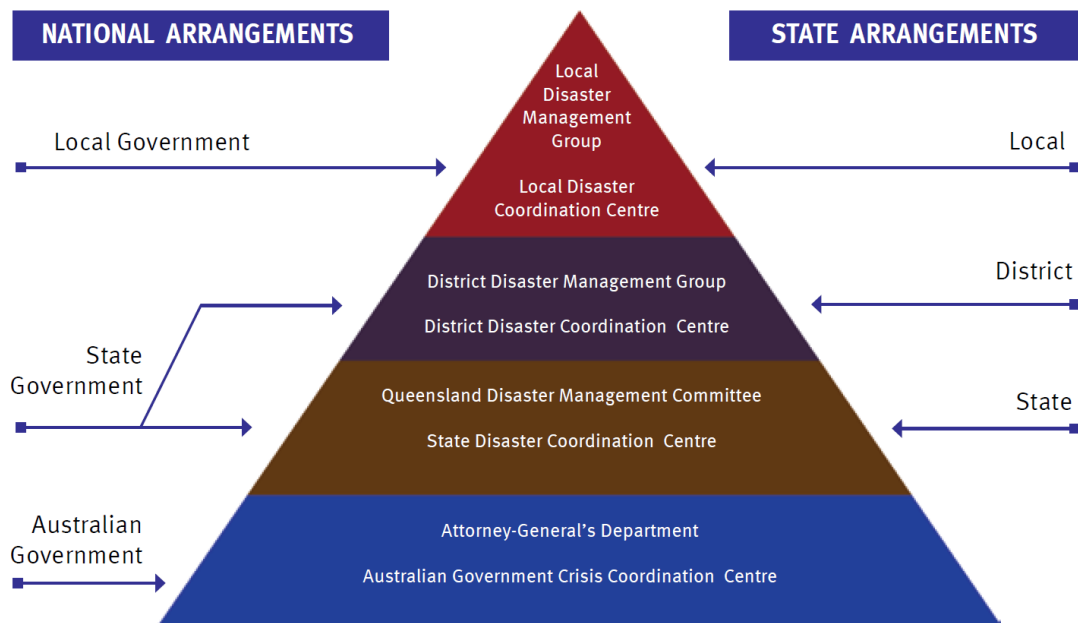 NATIONAL ARRANGEMENTS
STATE ARRANGEMENTS
Local
Disaster
Management
Group
Local Disaster
Coordination Centre
Local Government
Local
District Disaster Management Group
District Disaster Coordination Centre
District
State
Government
Queensland Disaster Management Committee
State Disaster Coordination Centre
State
Australian
Government
Attorney-General’s Department
Australian Government Crisis Coordination Centre